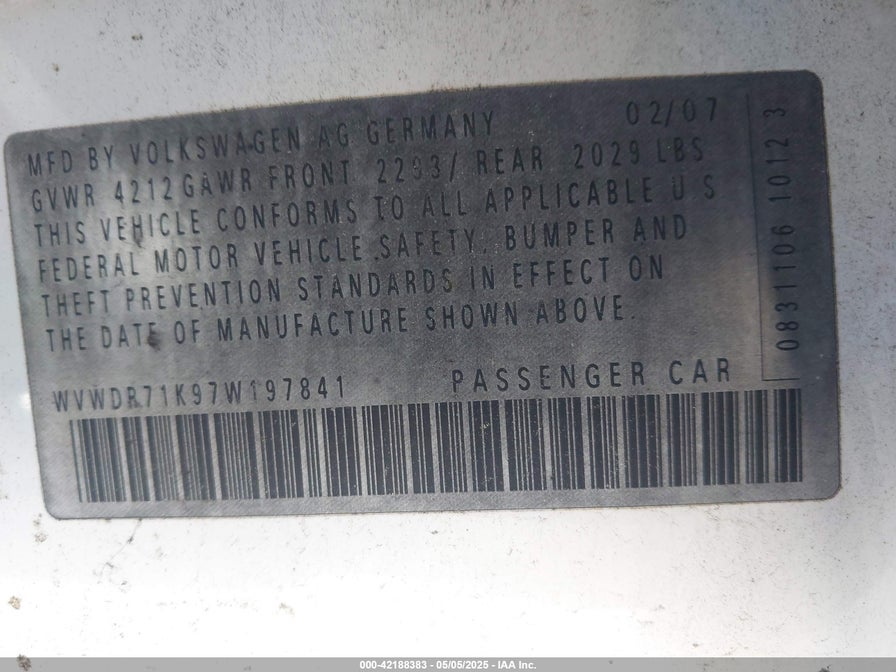 MFD BY VOLKSWAGEN AG GERMANY 02/07
GVWR 4212 GAWR FRONT 2293/ REAR 2029 LBS
THIS VEHICLE CONFORMS TO ALL APPLICABLE U S
FEDERAL MOTOR VEHICLE SAFETY, BUMPER AND
THEFT PREVENTION STANDARDS IN EFFECT ON
THE DATE OF MANUFACTURE SHOWN ABOVE.
WVWDR71K97W197841 PASSENGER CAR
0831106 1012 3
000-42188383 - 05/05/2025 - IAA Inc.